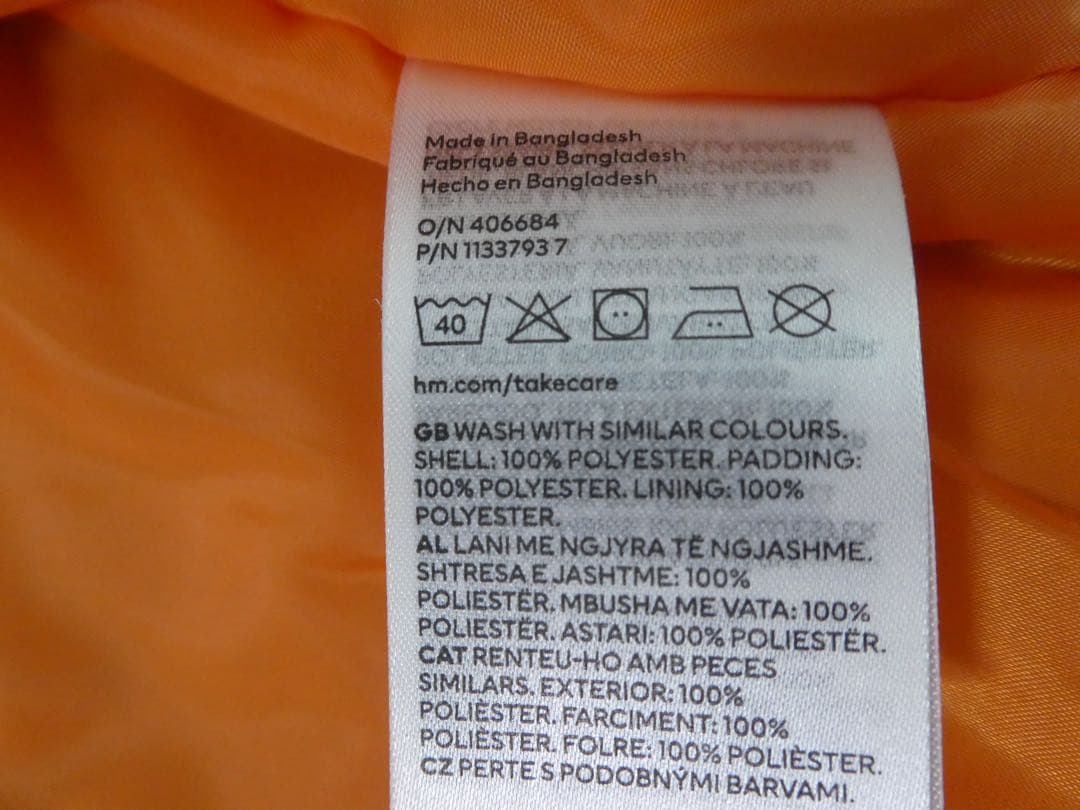 Made in Bangladesh
Fabriqué au Bangladesh
Hecho en Bangladesh
O/N 406684
P/N 1133793 7
40
hm.com/takecare
GB WASH WITH SIMILAR COLOURS.
SHELL: 100% POLYESTER. PADDING:
100% POLYESTER. LINING: 100%
POLYESTER.
AL LANI ME NGJYRA TË NGJASHME.
SHTRESA E JASHTME: 100%
POLIESTËR. MBUSHA ME VATA: 100%
POLIESTËR. ASTARI: 100% POLIESTËR.
CAT RENTEU-HO AMB PECES
SIMILARS. EXTERIOR: 100%
POLIÈSTER. FARCIMENT: 100%
POLIÈSTER. FOLRE: 100% POLIÈSTER.
CZ PERTE S PODOBNÝMI BARVAMI.